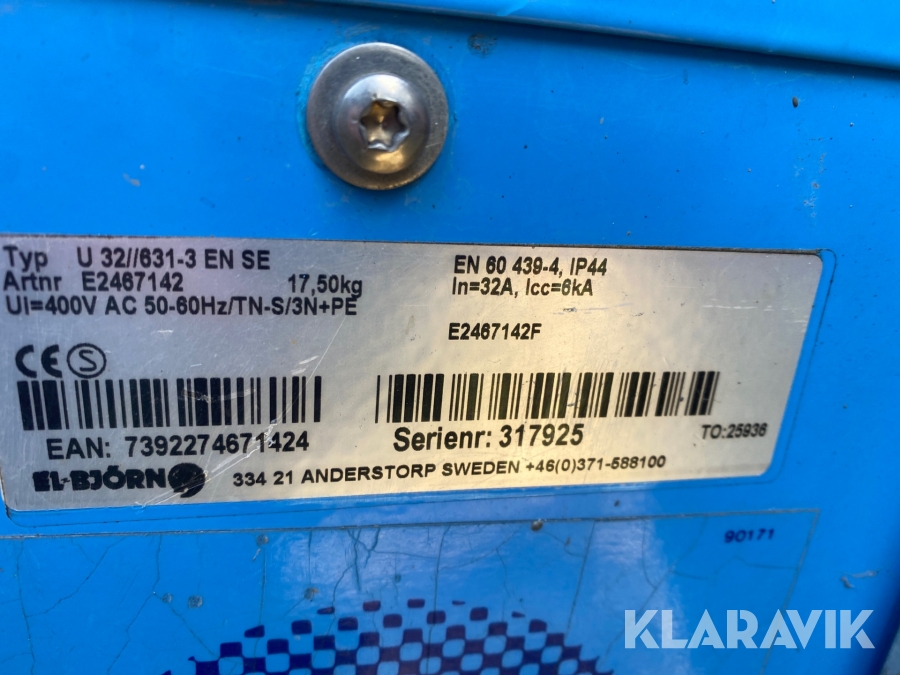 Typ U 32//631-3 EN SE
Artnr E2467142 17,50kg
Ui=400V AC 50-60Hz/TN-S/3N+PE
EN 60 439-4, IP44
In=32A, Icc=6kA
E2467142F
CE S
EAN: 7392274671424
Serienr: 317925
TO:25936
EL-BJÖRN
334 21 ANDERSTORP SWEDEN +46(0)371-588100
90171
KLARAVIK